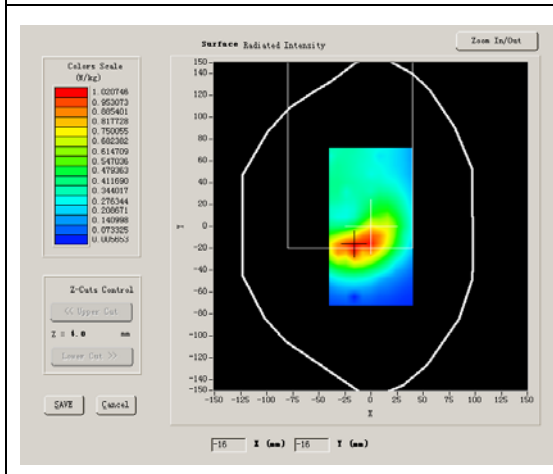 Surface Radiated Intensity
Zoom In/Out
Colors Scale
(W/kg)
1.020746
0.953073
0.885401
0.817728
0.750055
0.682382
0.614709
0.547036
0.479363
0.411690
0.344017
0.276344
0.208671
0.140998
0.073325
0.005653
Z-Cuts Control
<< Upper Cut
Z = 4.0 mm
Lower Cut >>
SAVE
Cancel
150
140
120
100
80
60
40
20
0
-20
-40
-60
-80
-100
-120
-140
-150
Y
-150 -125 -100 -75 -50 -25 0 25 50 75 100 125 150
X
-16 X (mm) -16 Y (mm)